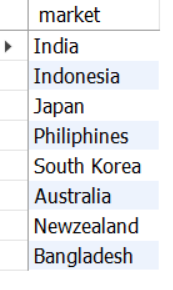 market
India
Indonesia
Japan
Philiphines
South Korea
Australia
Newzealand
Bangladesh